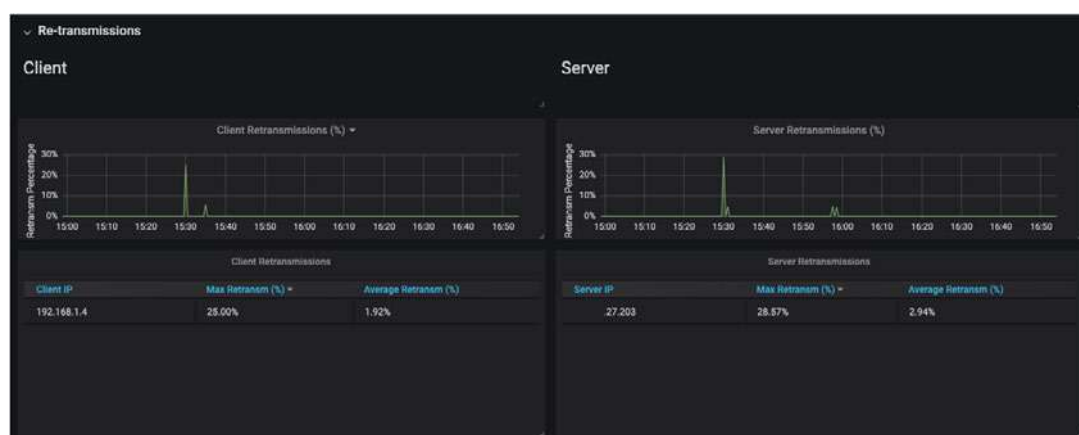 Re-transmissions
Client
Client Retransmissions (%)
Retransm Percentage
30%
20%
10%
0%
15:00 15:10 15:20 15:30 15:40 15:50 16:00 16:10 16:20 16:30 16:40 16:50
Client Retransmissions
Client IP Max Retransm (%) Average Retransm (%)
192.168.1.4 25.00% 1.92%
Server
Server Retransmissions (%)
Retransm Percentage
30%
20%
10%
0%
15:00 15:10 15:20 15:30 15:40 15:50 16:00 16:10 16:20 16:30 16:40 16:50
Server Retransmissions
Server IP Max Retransm (%) Average Retransm (%)
.27.203 28.57% 2.94%